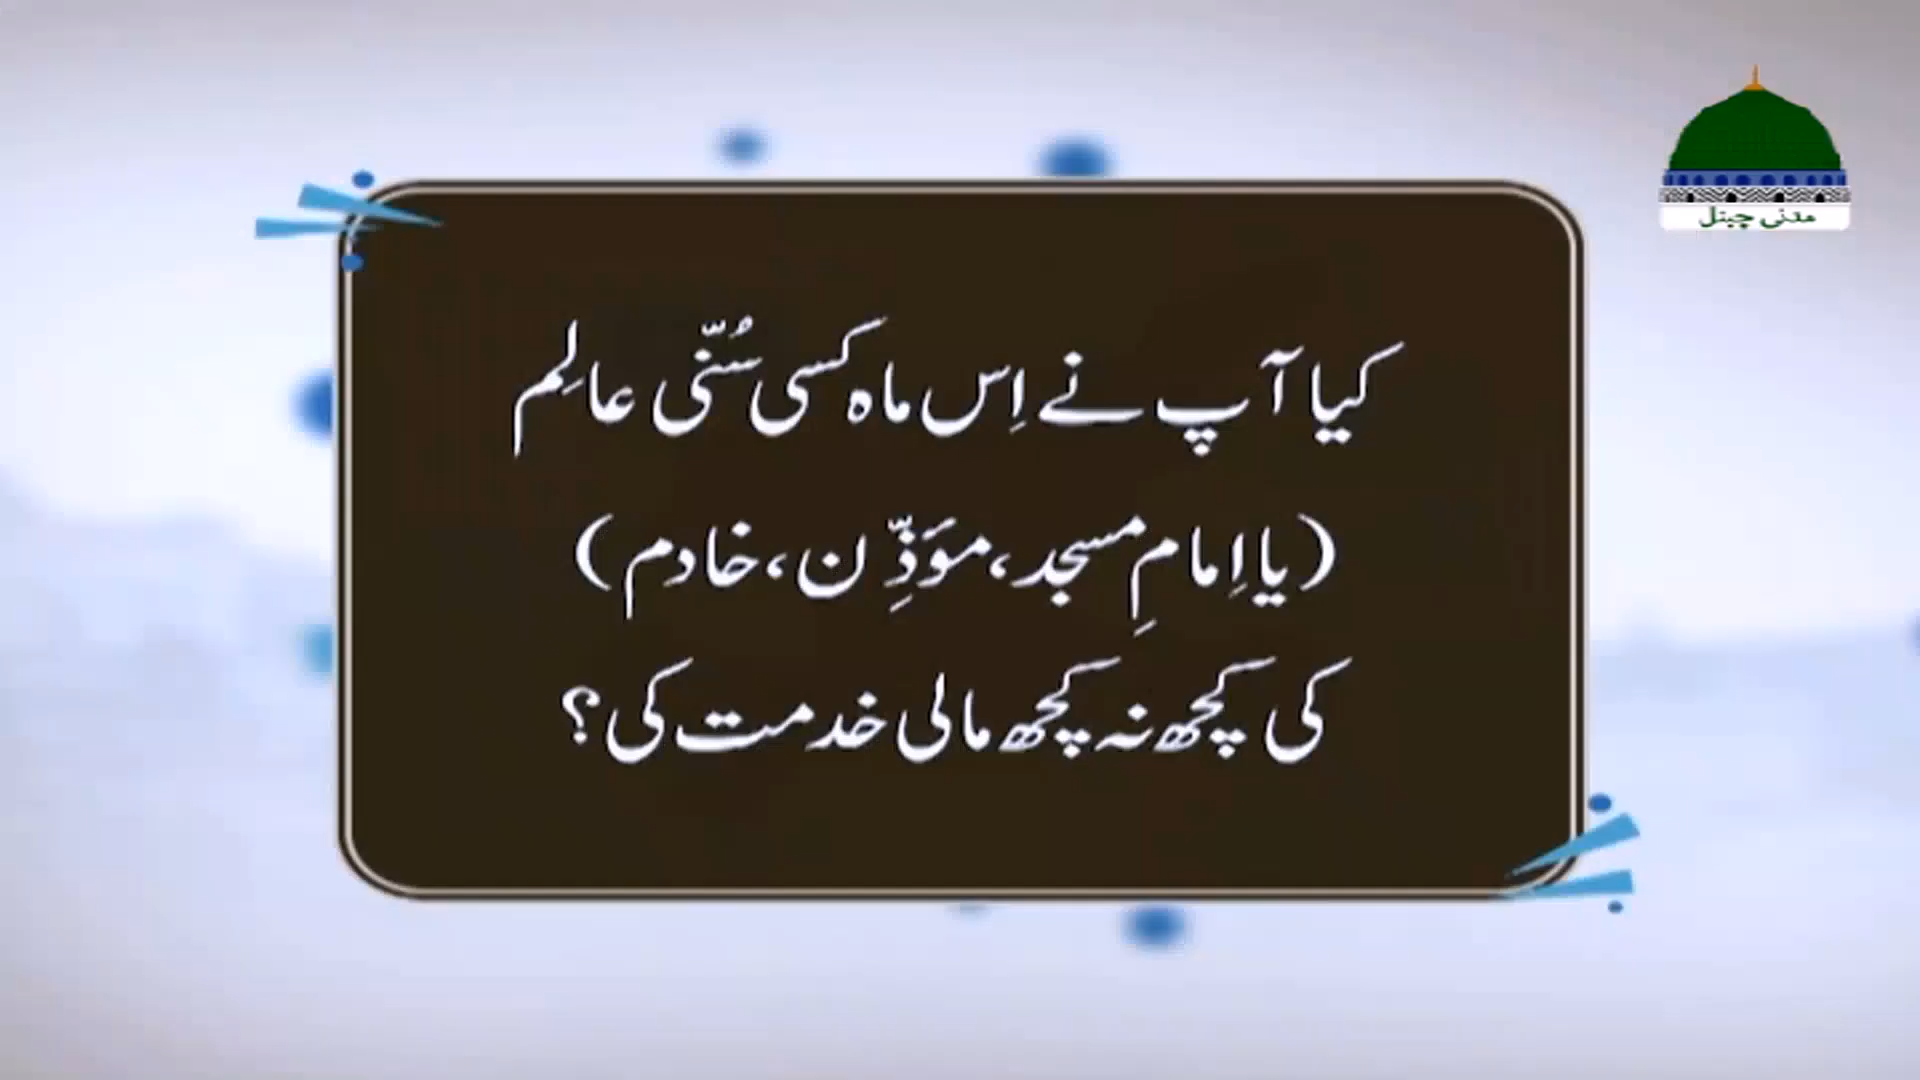 مدنی چینل
کیا آپ نے اِس ماہ کسی سُنّی عالِم
(یا اِمامِ مسجد، مؤَذِّن، خادم)
کی کچھ نہ کچھ مالی خدمت کی؟